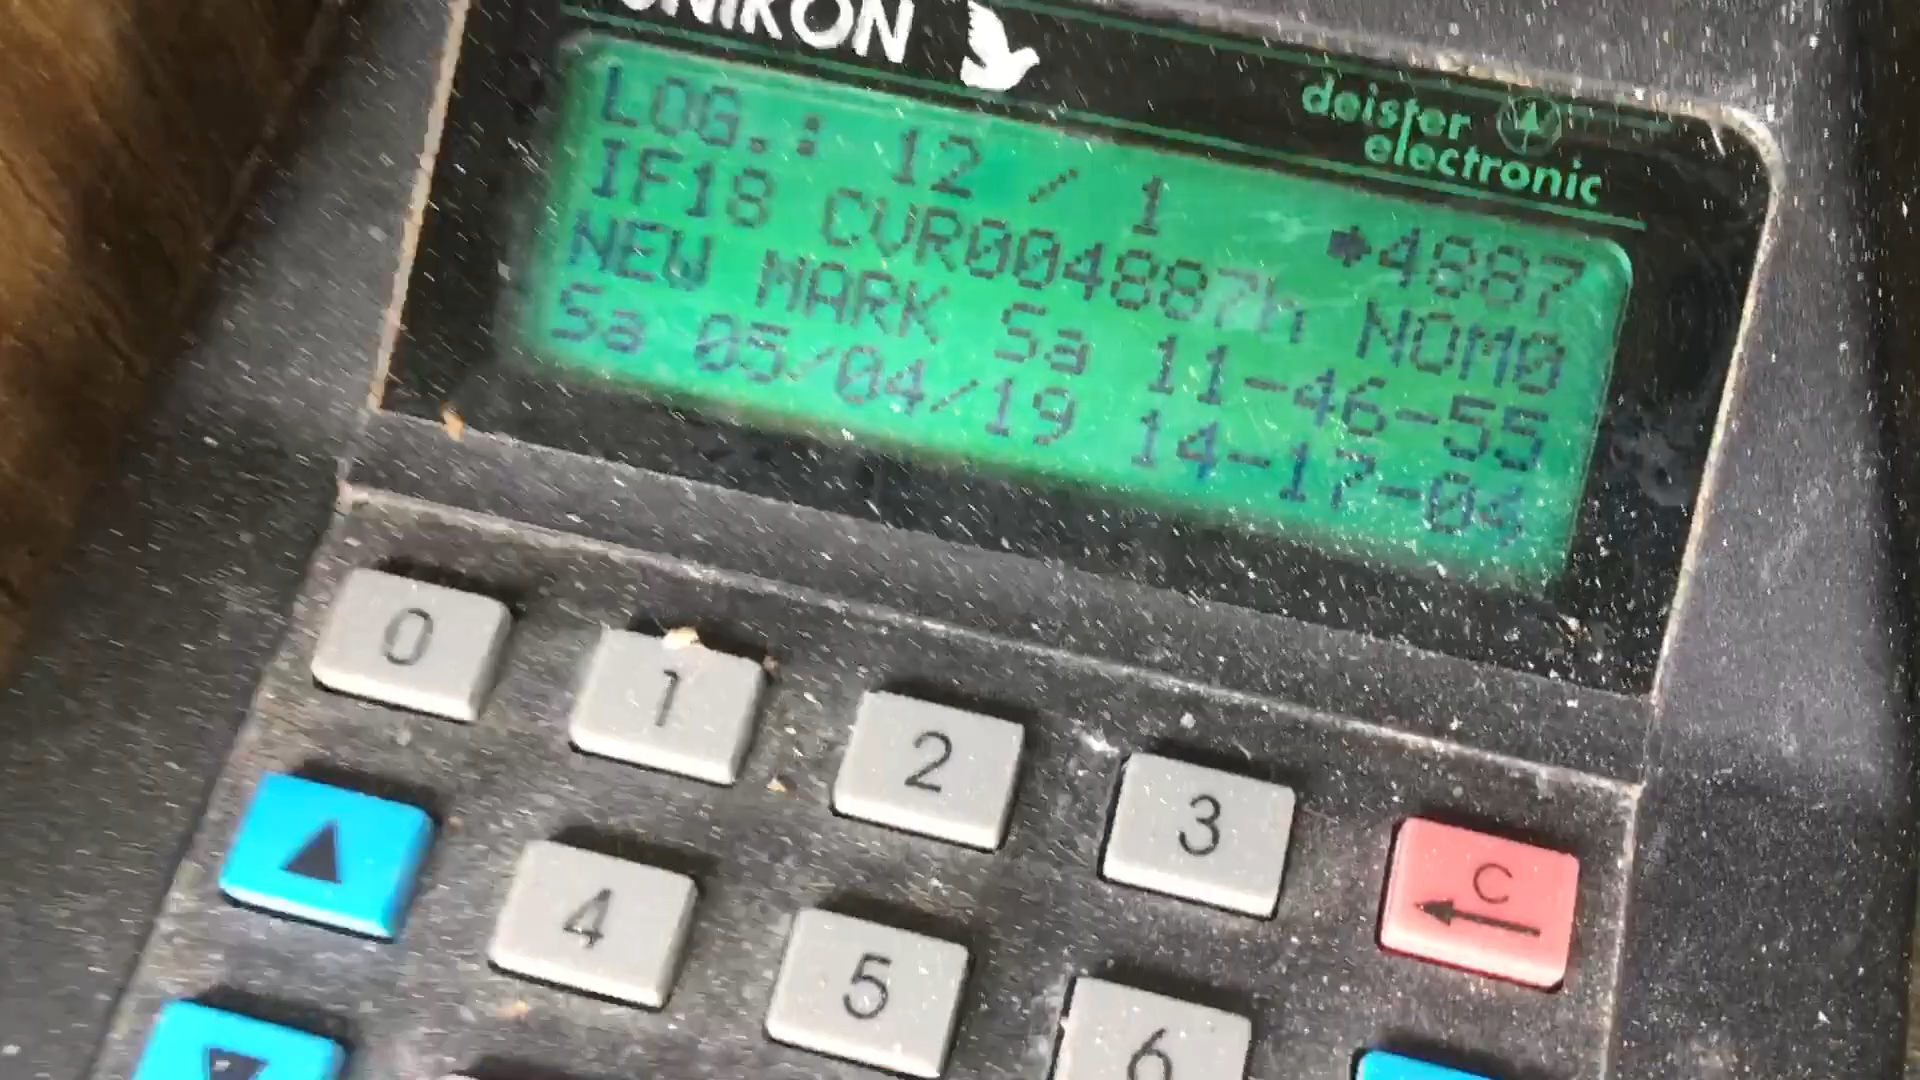 UNIKON
deister
electronic
LOG.: 12 / 1 4887
IF18 CVR004887h NOM0
NEW MARK Sa 11-46-55
Sa 05/04/19 14-17-04
0
1
2
3
C
4
5
6